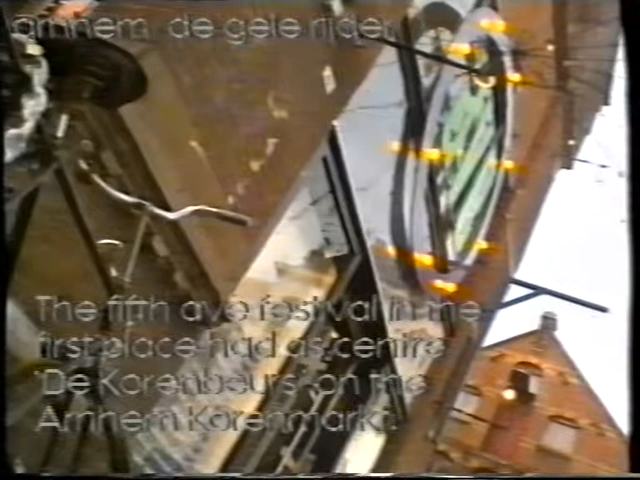 arnhem de gele rijder
The fifth ave festival in the
first place had as centre
'De Korenbeurs' on the
Arnhem Korenmarkt.